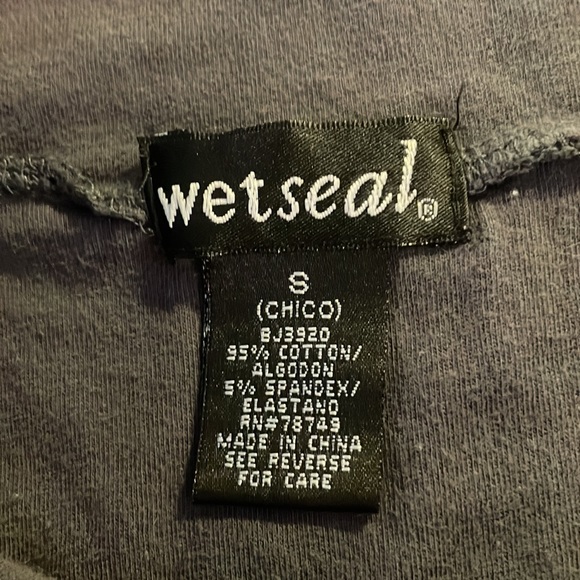 wetseal®
S
(CHICO)
BJ3920
95% COTTON/
ALGODON
5% SPANDEX/
ELASTANO
RN#78749
MADE IN CHINA
SEE REVERSE
FOR CARE